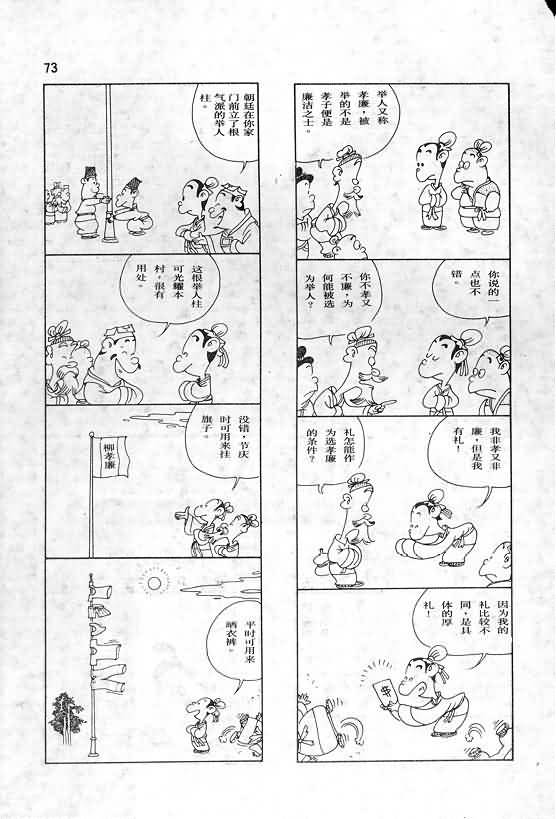 73
举人又称
孝廉，被
举的不是
孝子便是
廉洁之士。
你说的一
点也不
错。
你不孝又
不廉，为
何能被选
为举人？
我非孝又非
廉，但是我
有礼！
礼怎能作
为选孝廉
的条件？
因为我的
礼比较不
同，是具
体的厚
礼！
$
朝廷在你家
门前立了根
气派的举人
柱。
这根举人柱
可光耀本
村，很有
用处。
没错，节庆
时可用来挂
旗子。
柳孝廉
平时可用来
晒衣裤。